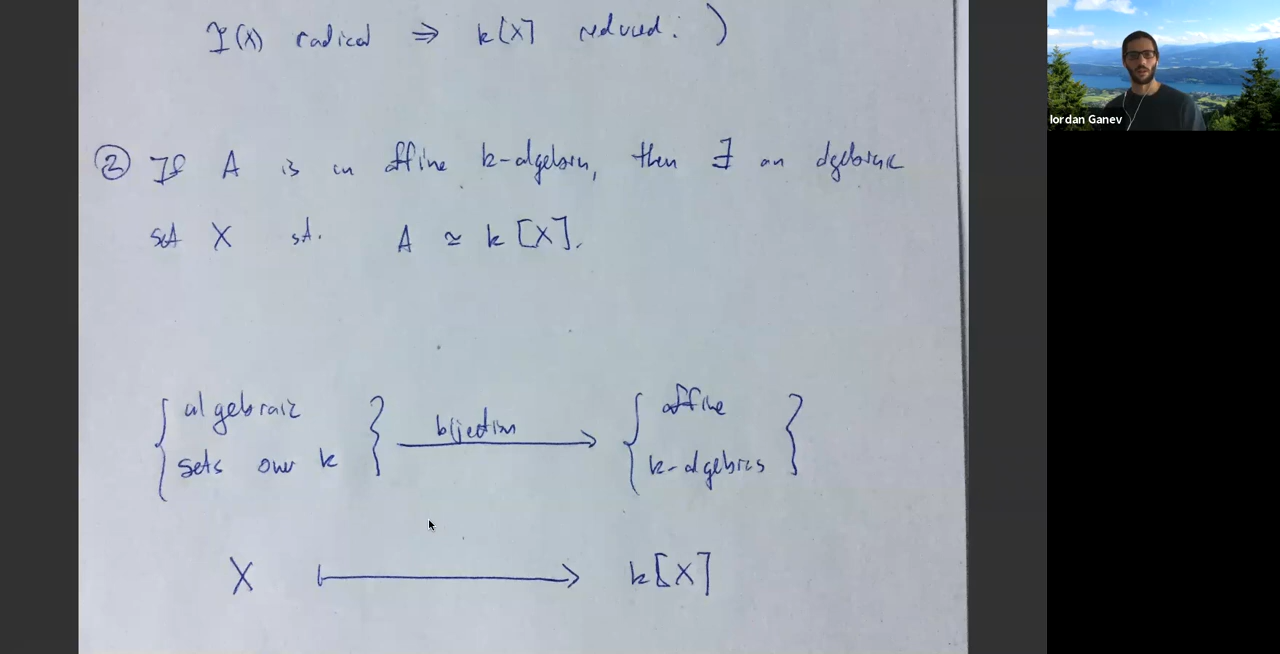 I(X) radical ⇒ k[X] reduced. )
Iordan Ganev
② If A is an affine k-algebra, then ∃ an algebraic
set X st. A ≃ k[X].
{ algebraic sets over k } bijection → { affine k-algebras }
X ⟼ k[X]